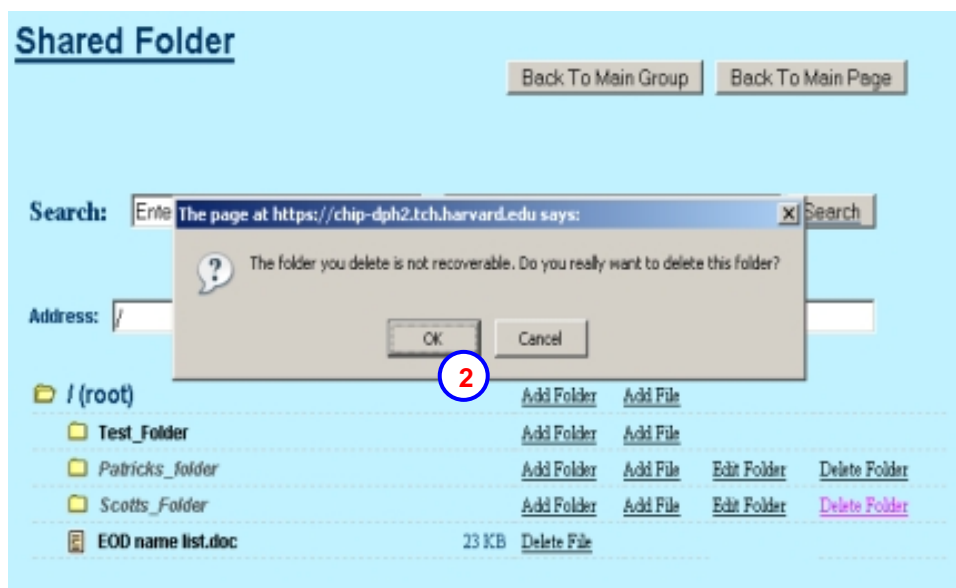 Shared Folder
Back To Main Group Back To Main Page
Search: Ente Search
The page at https://chip-dph2.tch.harvard.edu says:
The folder you delete is not recoverable. Do you really want to delete this folder?
Address: /
OK Cancel
2
/ (root) Add Folder Add File
Test_Folder Add Folder Add File
Patricks_folder Add Folder Add File Edit Folder Delete Folder
Scotts_Folder Add Folder Add File Edit Folder Delete Folder
EOD name list.doc 23 KB Delete File